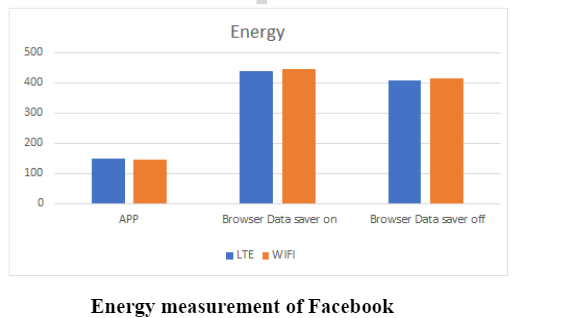 Energy
500
400
300
200
100
0
APP Browser Data saver on Browser Data saver off
LTE WIFI
Energy measurement of Facebook